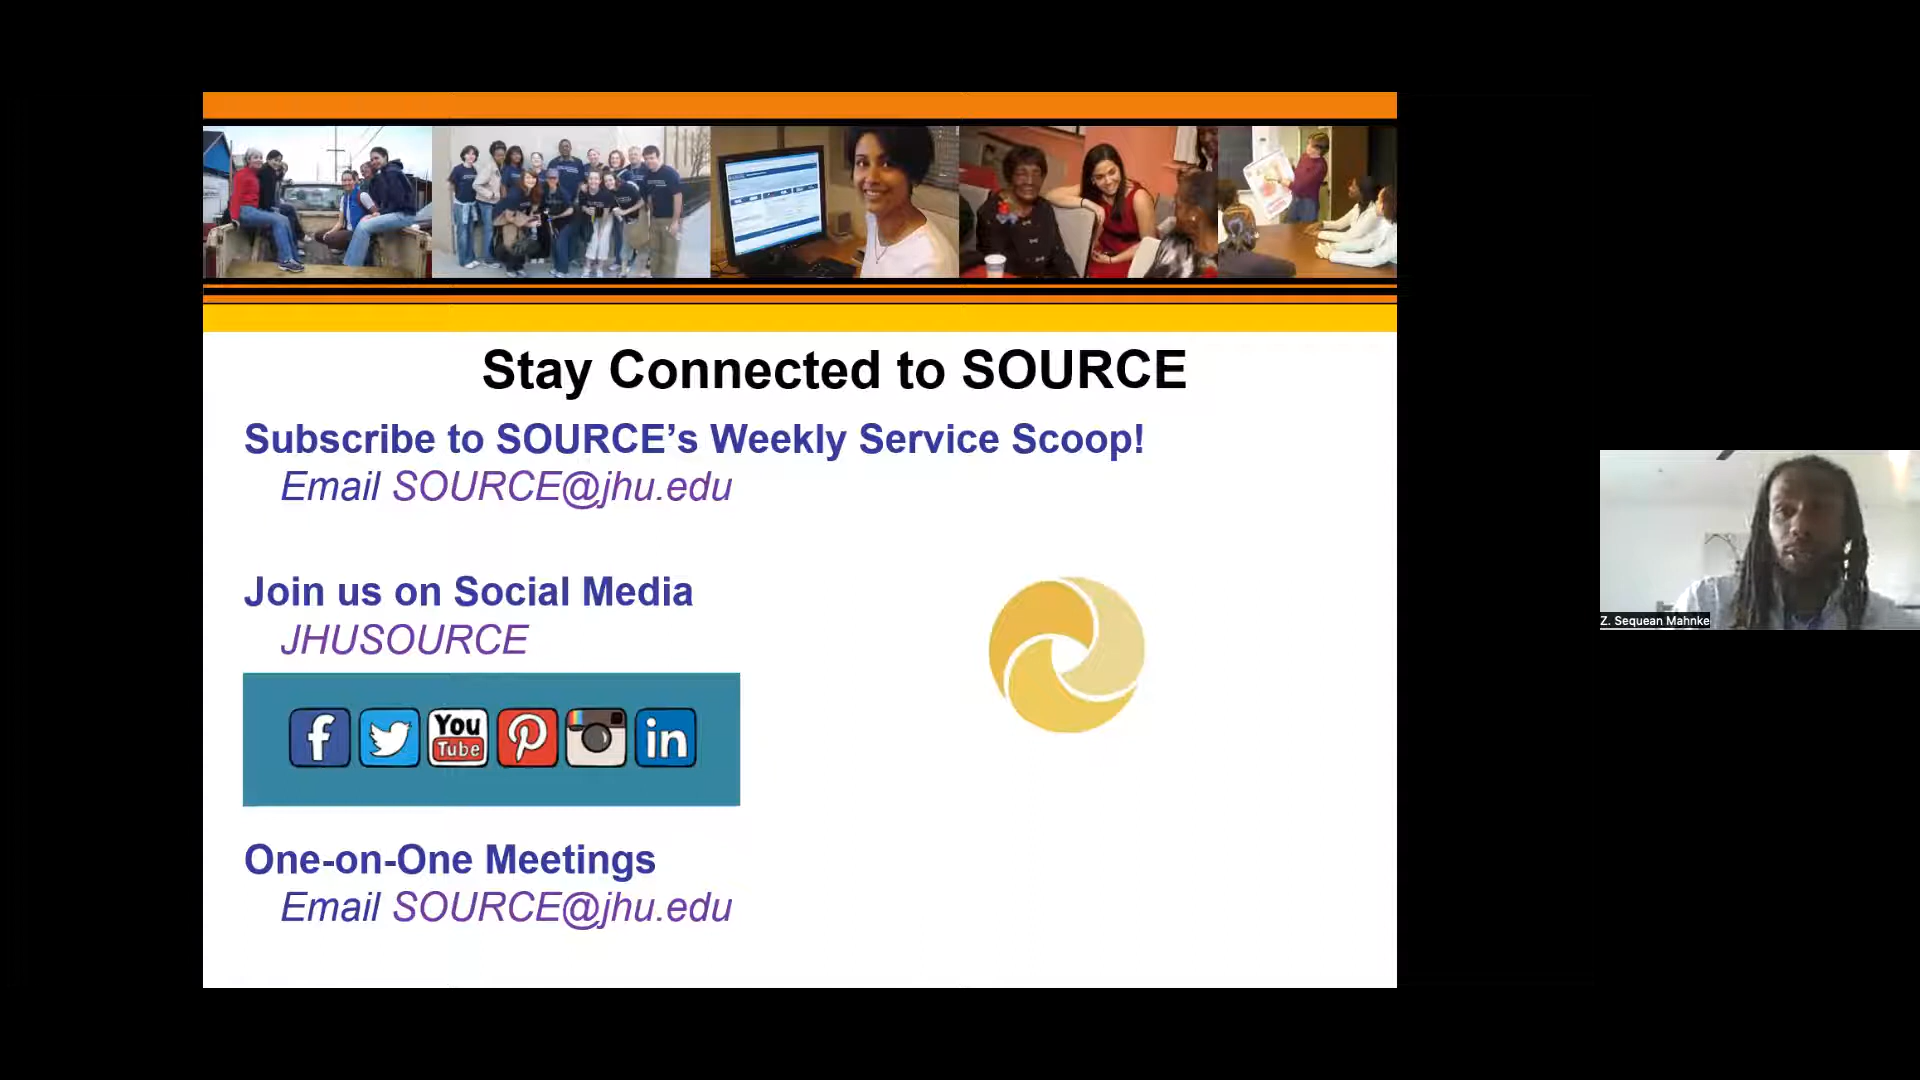 Stay Connected to SOURCE
Subscribe to SOURCE’s Weekly Service Scoop!
Email SOURCE@jhu.edu
Join us on Social Media
JHUSOURCE
f You Tube in
One-on-One Meetings
Email SOURCE@jhu.edu
Z. Sequean Mahnke